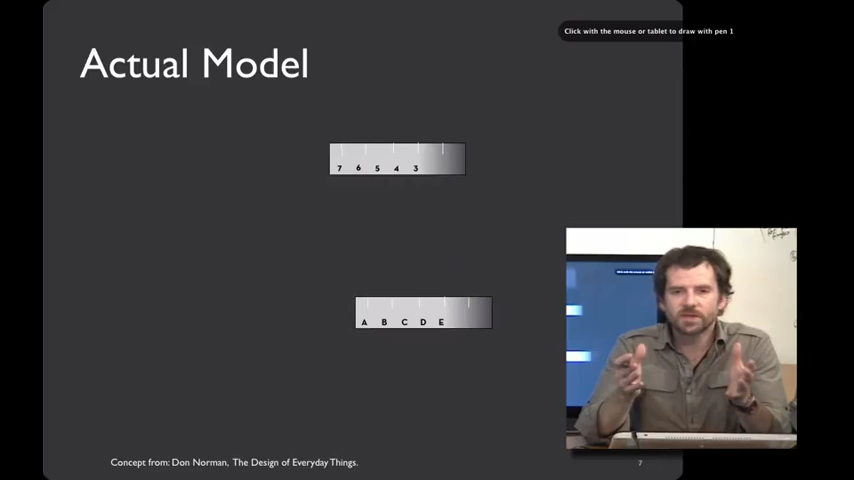 Click with the mouse or tablet to draw with pen 1
Actual Model
7 6 5 4 3
A B C D E
Concept from: Don Norman, The Design of Everyday Things.
7